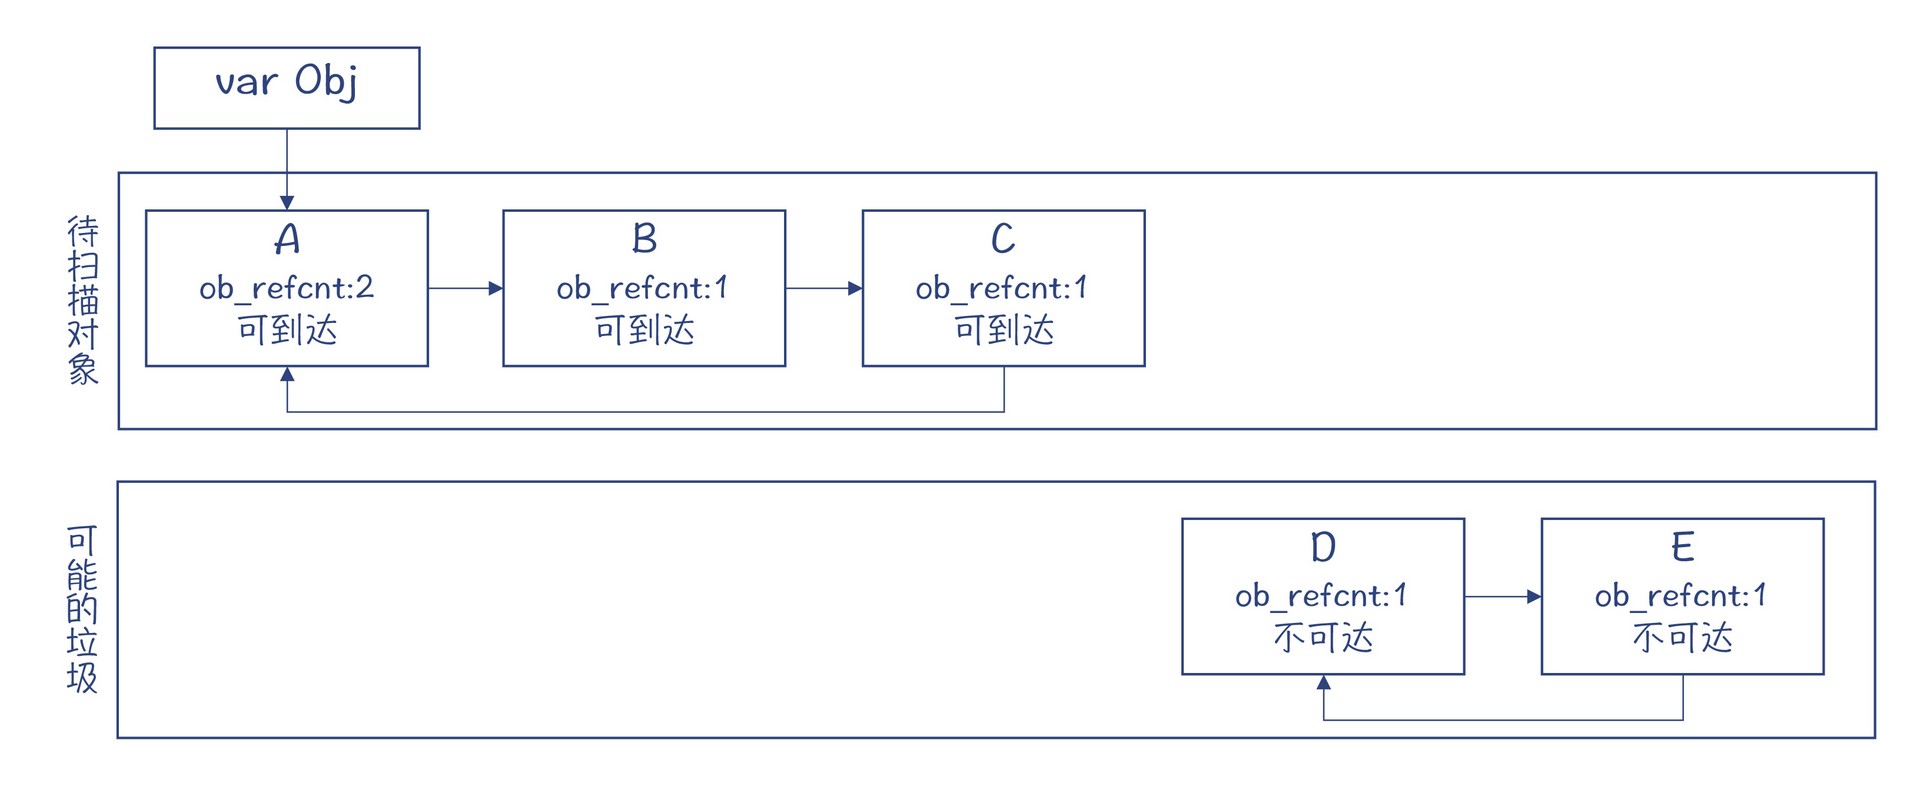 var Obj
待扫描对象
A
ob_refcnt:2
可到达
B
ob_refcnt:1
可到达
C
ob_refcnt:1
可到达
可能的垃圾
D
ob_refcnt:1
不可达
E
ob_refcnt:1
不可达